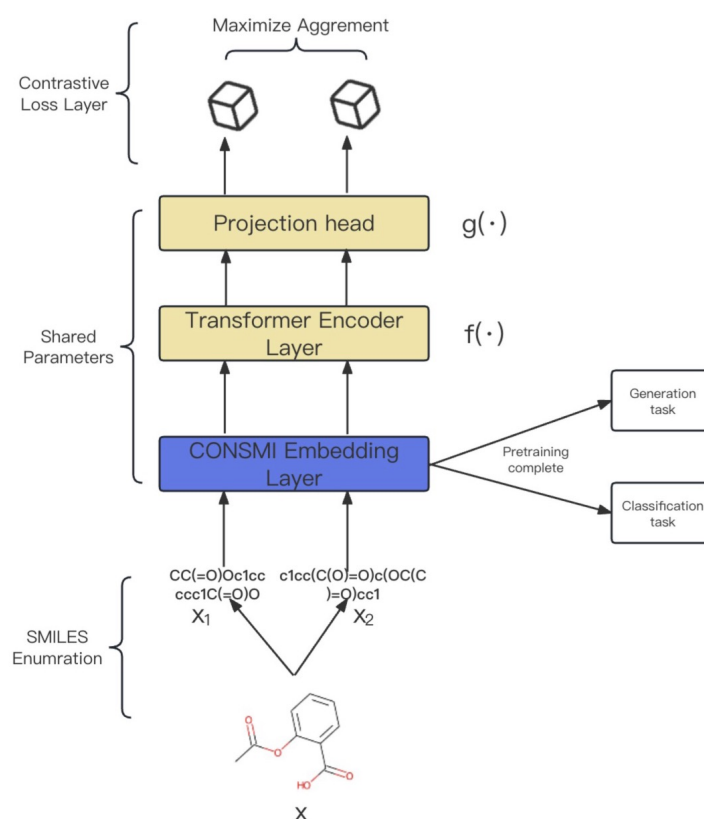 Maximize Aggrement
Contrastive
Loss Layer
Projection head
g(·)
Transformer Encoder
Layer
f(·)
Shared
Parameters
Generation
task
CONSMI Embedding
Layer
Pretraining
complete
Classification
task
CC(=O)Oc1cc
ccc1C(=O)O
c1cc(C(O)=O)c(OC(C
)=O)cc1
X₁
X₂
SMILES
Enumration
O
O
HO
O
X